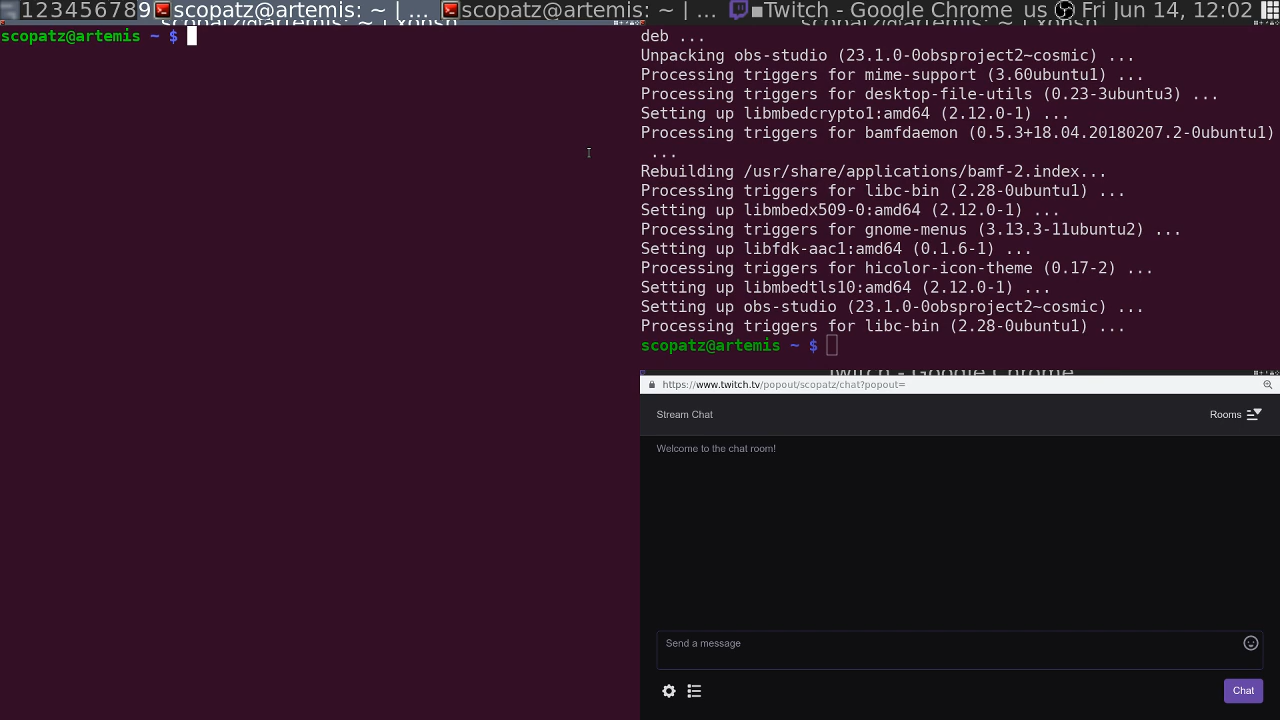 123456789 scopatz@artemis: ~ | ... scopatz@artemis: ~ | ... Twitch - Google Chrome us Fri Jun 14, 12:02
scopatz@artemis ~ $
deb ...
Unpacking obs-studio (23.1.0-0obsproject2~cosmic) ...
Processing triggers for mime-support (3.60ubuntu1) ...
Processing triggers for desktop-file-utils (0.23-3ubuntu3) ...
Setting up libmbedcrypto1:amd64 (2.12.0-1) ...
Processing triggers for bamfdaemon (0.5.3+18.04.20180207.2-0ubuntu1)
...
Rebuilding /usr/share/applications/bamf-2.index...
Processing triggers for libc-bin (2.28-0ubuntu1) ...
Setting up libmbedx509-0:amd64 (2.12.0-1) ...
Processing triggers for gnome-menus (3.13.3-11ubuntu2) ...
Setting up libfdk-aac1:amd64 (0.1.6-1) ...
Processing triggers for hicolor-icon-theme (0.17-2) ...
Setting up libmbedtls10:amd64 (2.12.0-1) ...
Setting up obs-studio (23.1.0-0obsproject2~cosmic) ...
Processing triggers for libc-bin (2.28-0ubuntu1) ...
scopatz@artemis ~ $
Twitch - Google Chrome
https://www.twitch.tv/popout/scopatz/chat?popout=
Stream Chat Rooms
Welcome to the chat room!
Send a message
Chat